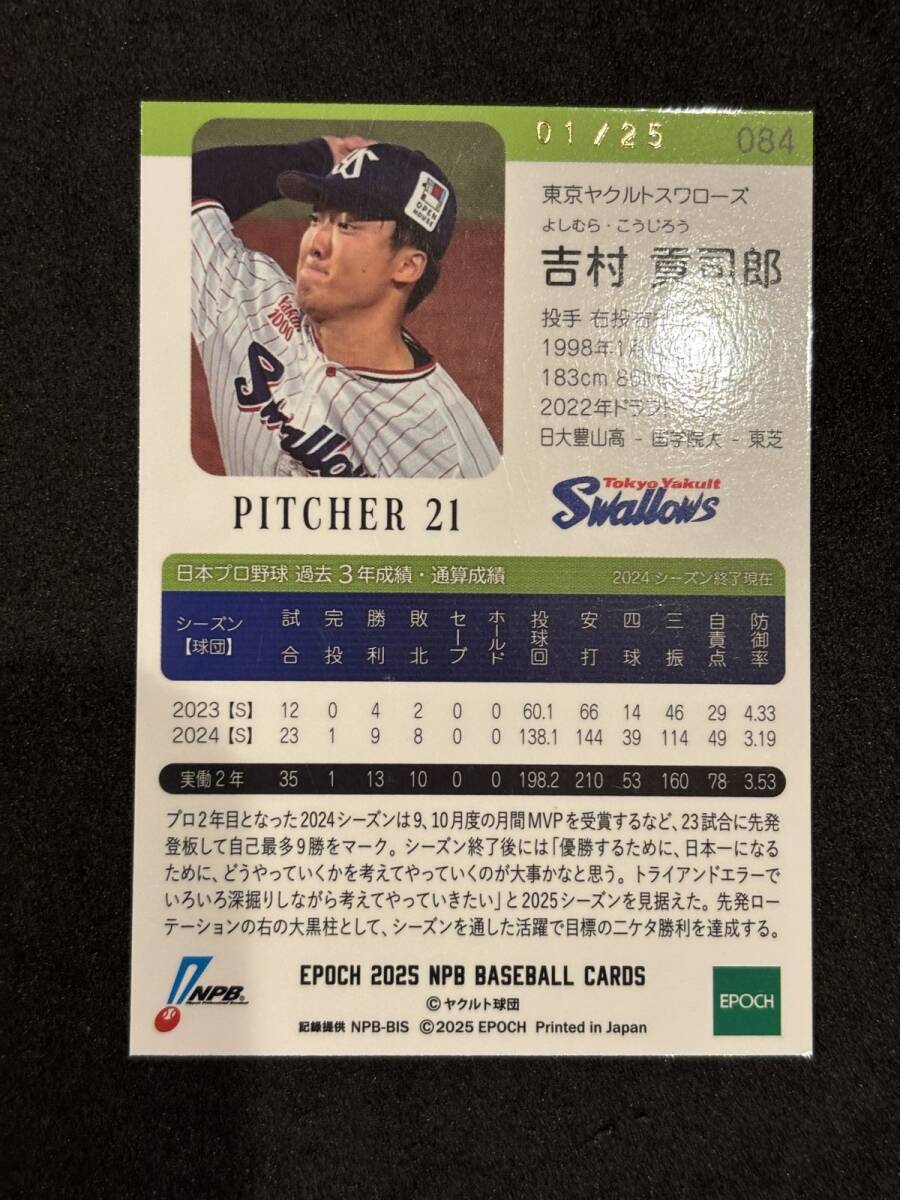 01/25 084
東京ヤクルトスワローズ
よしむら・こうじろう
吉村 貢司郎
投手 右投右
1998年1月
183cm
2022年ドラフト
日大豊山高 - 国学院大 - 東芝
OPEN HOUSE
Yakult 1000
Swallows
PITCHER 21
Tokyo Yakult
Swallows
日本プロ野球 過去3年成績・通算成績 2024シーズン終了現在
シーズン【球団】 試合 完投 勝利 敗北 セーブ ホールド 投球回 安打 四球 三振 自責点 防御率
2023【S】 12 0 4 2 0 0 60.1 66 14 46 29 4.33
2024【S】 23 1 9 8 0 0 138.1 144 39 114 49 3.19
実働2年 35 1 13 10 0 0 198.2 210 53 160 78 3.53
プロ2年目となった2024シーズンは9、10月度の月間MVPを受賞するなど、23試合に先発
登板して自己最多9勝をマーク。シーズン終了後には「優勝するために、日本一になる
ために、どうやっていくかを考えてやっていくのが大事かなと思う。トライアンドエラーで
いろいろ深掘りしながら考えてやっていきたい」と2025シーズンを見据えた。先発ロー
テーションの右の大黒柱として、シーズンを通した活躍で目標の二ケタ勝利を達成する。
NPB
EPOCH 2025 NPB BASEBALL CARDS
©ヤクルト球団
記録提供 NPB-BIS ©2025 EPOCH Printed in Japan
EPOCH